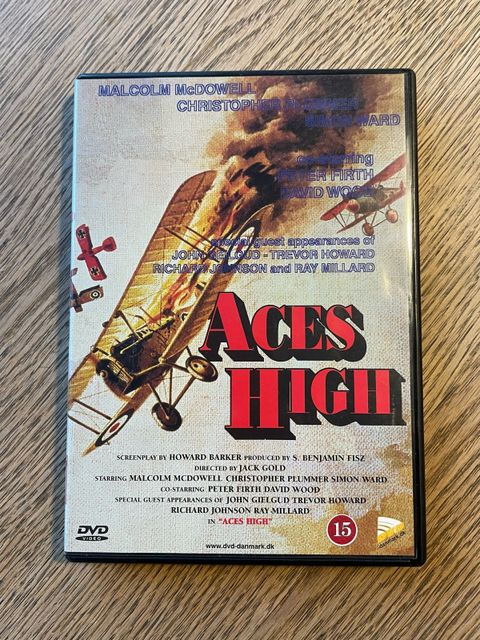 MALCOLM McDOWELL
CHRISTOPHER PLUMMER
SIMON WARD
co-starring
PETER FIRTH
DAVID WOOD
special guest appearances of
JOHN GIELGUD - TREVOR HOWARD
RICHARD JOHNSON and RAY MILLARD
ACES
HIGH
SCREENPLAY BY HOWARD BARKER PRODUCED BY S. BENJAMIN FISZ
DIRECTED BY JACK GOLD
STARRING MALCOLM MCDOWELL CHRISTOPHER PLUMMER SIMON WARD
CO-STARRING PETER FIRTH DAVID WOOD
SPECIAL GUEST APPEARANCES OF JOHN GIELGUD TREVOR HOWARD
RICHARD JOHNSON RAY MILLARD
IN "ACES HIGH"
DVD
VIDEO
15
danmark.dk
www.dvd-danmark.dk